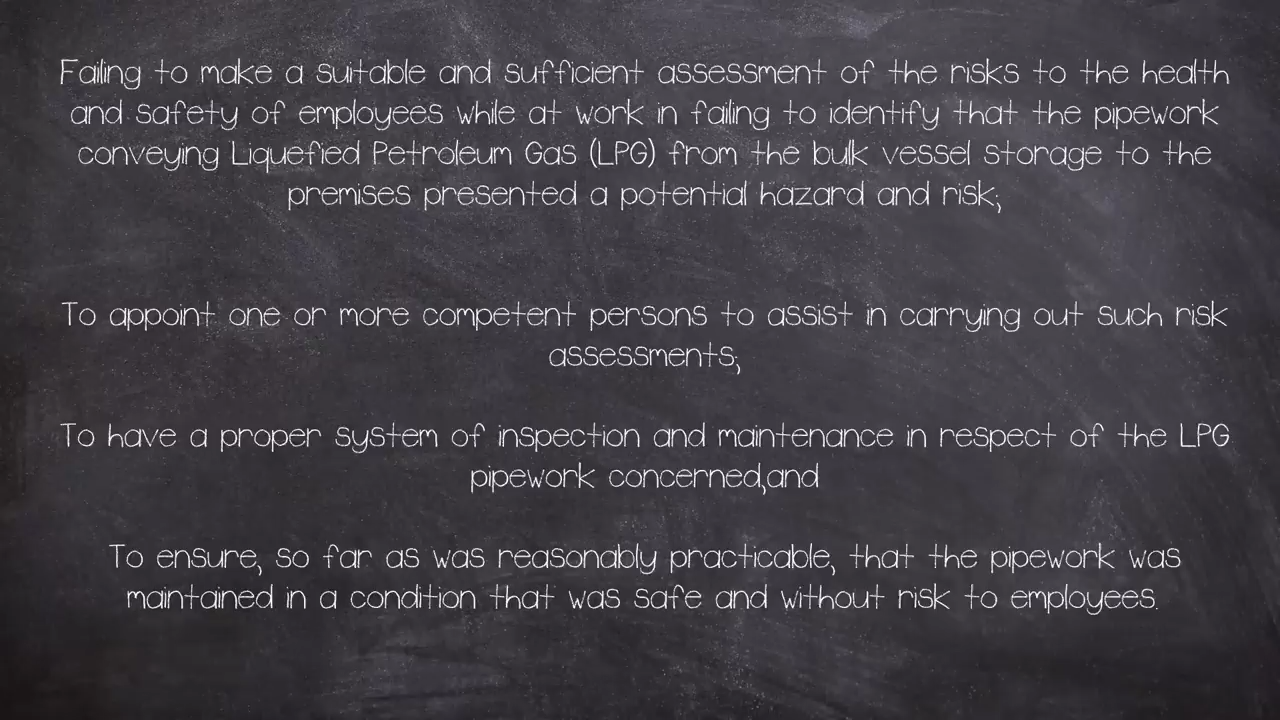 Failing to make a suitable and sufficient assessment of the risks to the health
and safety of employees while at work in failing to identify that the pipework
conveying Liquefied Petroleum Gas (LPG) from the bulk vessel storage to the
premises presented a potential hazard and risk;
To appoint one or more competent persons to assist in carrying out such risk
assessments;
To have a proper system of inspection and maintenance in respect of the LPG
pipework concerned,and
To ensure, so far as was reasonably practicable, that the pipework was
maintained in a condition that was safe and without risk to employees.